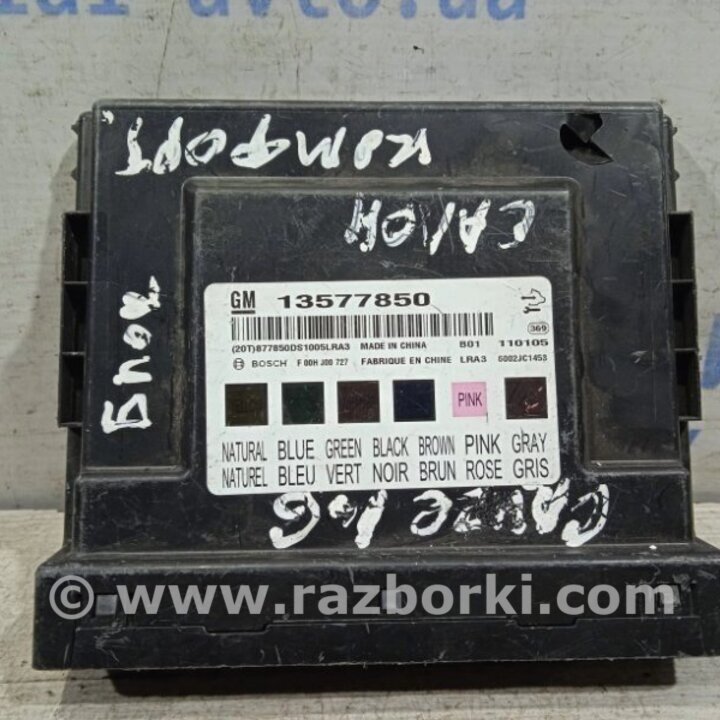 КОМФОРТ
САЛОН
Блок
GM 13577850
(20T)877850DS1005LRA3 MADE IN CHINA B01 110105
369
BOSCH F 00H J00 727 FABRIQUE EN CHINE LRA3 6002JC1453
PINK
NATURAL BLUE GREEN BLACK BROWN PINK GRAY
NATUREL BLEU VERT NOIR BRUN ROSE GRIS
CRUZE 1.6
© www.razborki.com